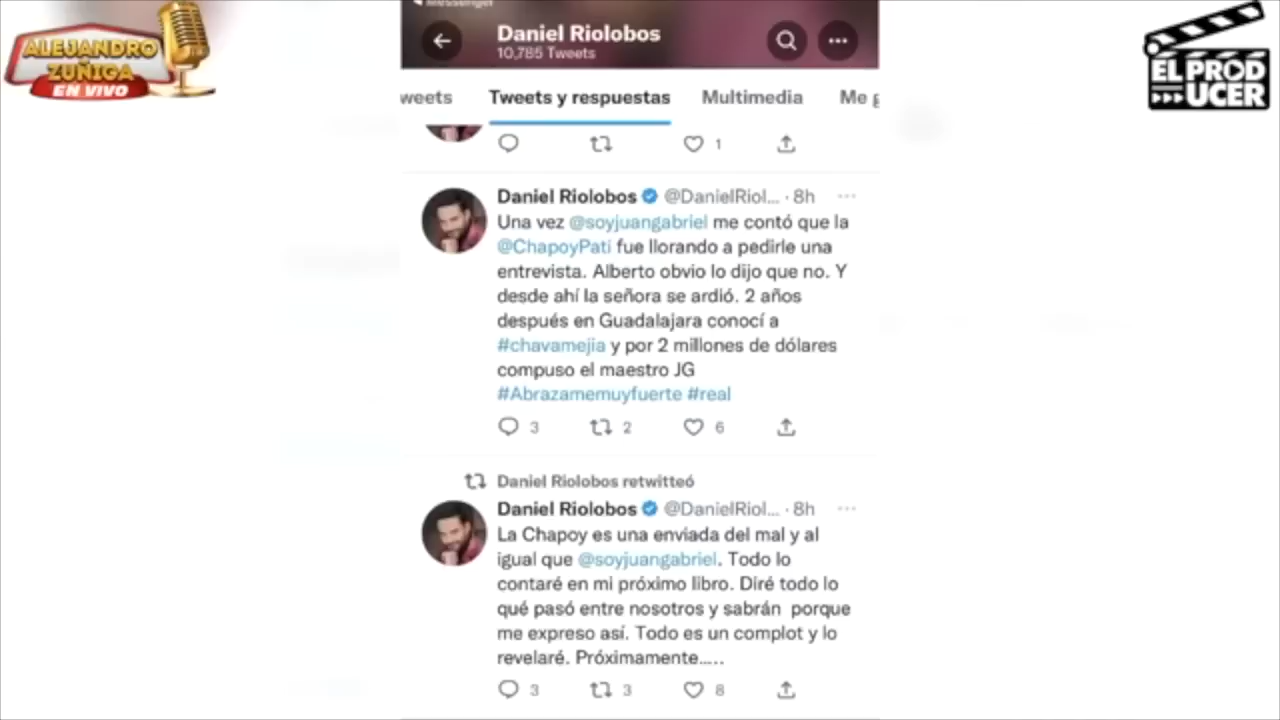 Messenger
ALEJANDRO
ZUÑIGA
EN VIVO
EL PROD
UCER
Daniel Riolobos
10,785 Tweets
weets Tweets y respuestas Multimedia Me g
1
Daniel Riolobos @DanielRiol... · 8h
Una vez @soyjuangabriel me contó que la
@ChapoyPati fue llorando a pedirle una
entrevista. Alberto obvio lo dijo que no. Y
desde ahí la señora se ardió. 2 años
después en Guadalajara conocí a
#chavamejia y por 2 millones de dólares
compuso el maestro JG
#Abrazamemuyfuerte #real
3 2 6
Daniel Riolobos retwitteó
Daniel Riolobos @DanielRiol... · 8h
La Chapoy es una enviada del mal y al
igual que @soyjuangabriel. Todo lo
contaré en mi próximo libro. Diré todo lo
qué pasó entre nosotros y sabrán porque
me expreso así. Todo es un complot y lo
revelaré. Próximamente.....
3 3 8